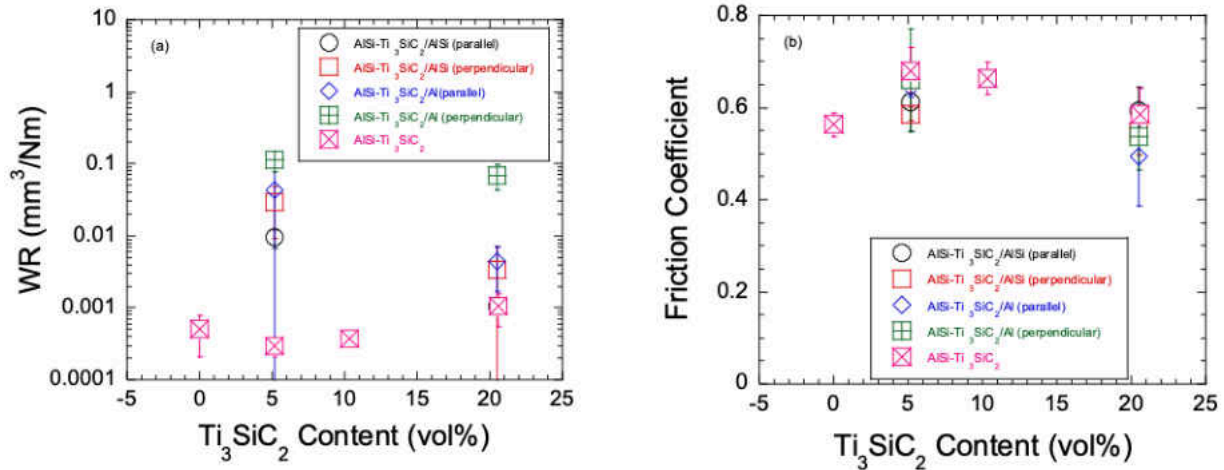 (a)
AlSi-Ti3SiC2/AlSi (parallel)
AlSi-Ti3SiC2/AlSi (perpendicular)
AlSi-Ti3SiC2/Al(parallel)
AlSi-Ti3SiC2/Al (perpendicular)
AlSi-Ti3SiC2
WR (mm³/Nm)
10
1
0.1
0.01
0.001
0.0001
-5 0 5 10 15 20 25
Ti3SiC2 Content (vol%)
(b)
Friction Coefficient
0.8
0.6
0.4
0.2
0
AlSi-Ti3SiC2/AlSi (parallel)
AlSi-Ti3SiC2/AlSi (perpendicular)
AlSi-Ti3SiC2/Al (parallel)
AlSi-Ti3SiC2/Al (perpendicular)
AlSi-Ti3SiC2
-5 0 5 10 15 20 25
Ti3SiC2 Content (vol%)